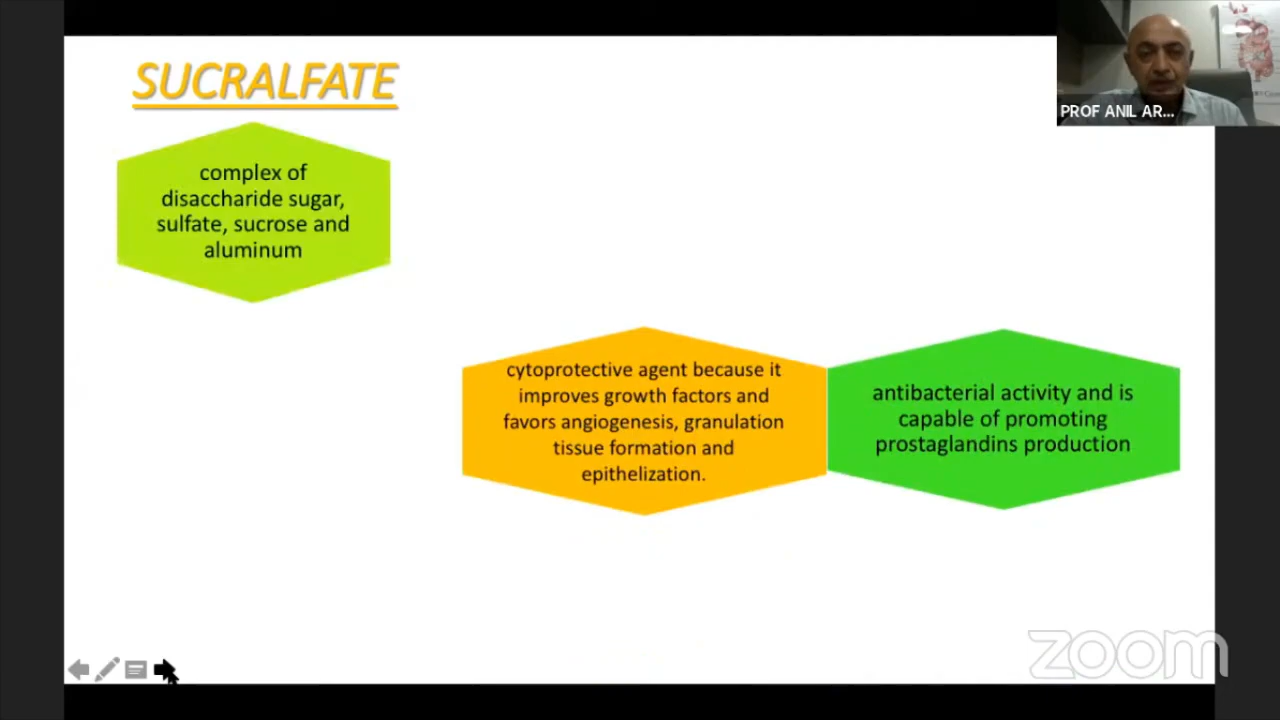 SUCRALFATE
PROF ANIL AR...
complex of
disaccharide sugar,
sulfate, sucrose and
aluminum
cytoprotective agent because it
improves growth factors and
favors angiogenesis, granulation
tissue formation and
epithelization.
antibacterial activity and is
capable of promoting
prostaglandins production
zoom